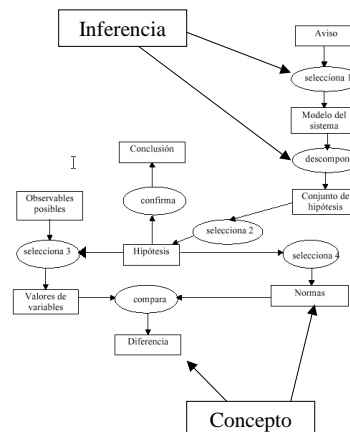 Inferencia
Aviso
selecciona 1
Modelo del
sistema
descompone
Conclusión
Conjunto de
hipótesis
Observables
posibles
confirma
selecciona 2
selecciona 3
Hipótesis
selecciona 4
Valores de
variables
compara
Normas
Diferencia
Concepto